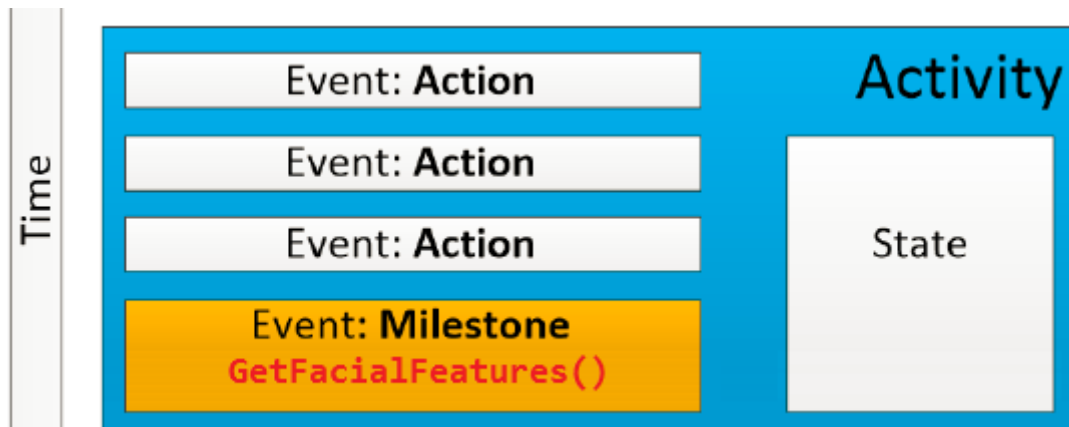 Time
Activity
Event: Action
Event: Action
Event: Action
Event: Milestone
GetFacialFeatures()
State